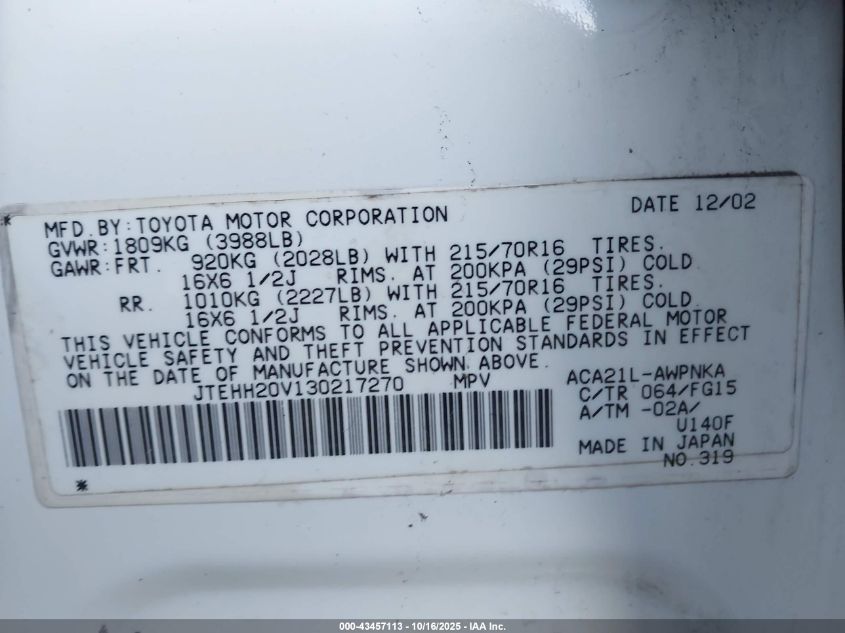 DATE 12/02
MFD.BY:TOYOTA MOTOR CORPORATION
GVWR:1809KG (3988LB)
GAWR:FRT. 920KG (2028LB) WITH 215/70R16 TIRES.
16X6 1/2J RIMS. AT 200KPA (29PSI) COLD
RR. 1010KG (2227LB) WITH 215/70R16 TIRES.
16X6 1/2J RIMS. AT 200KPA (29PSI) COLD.
THIS VEHICLE CONFORMS TO ALL APPLICABLE FEDERAL MOTOR
VEHICLE SAFETY AND THEFT PREVENTION STANDARDS IN EFFECT
ON THE DATE OF MANUFACTURE SHOWN ABOVE.
JTEHH20V130217270 MPV
ACA21L-AWPNKA
C/TR 064/FG15
A/TM -02A/
U140F
MADE IN JAPAN
NO.319
000-43457113 - 10/16/2025 - IAA Inc.